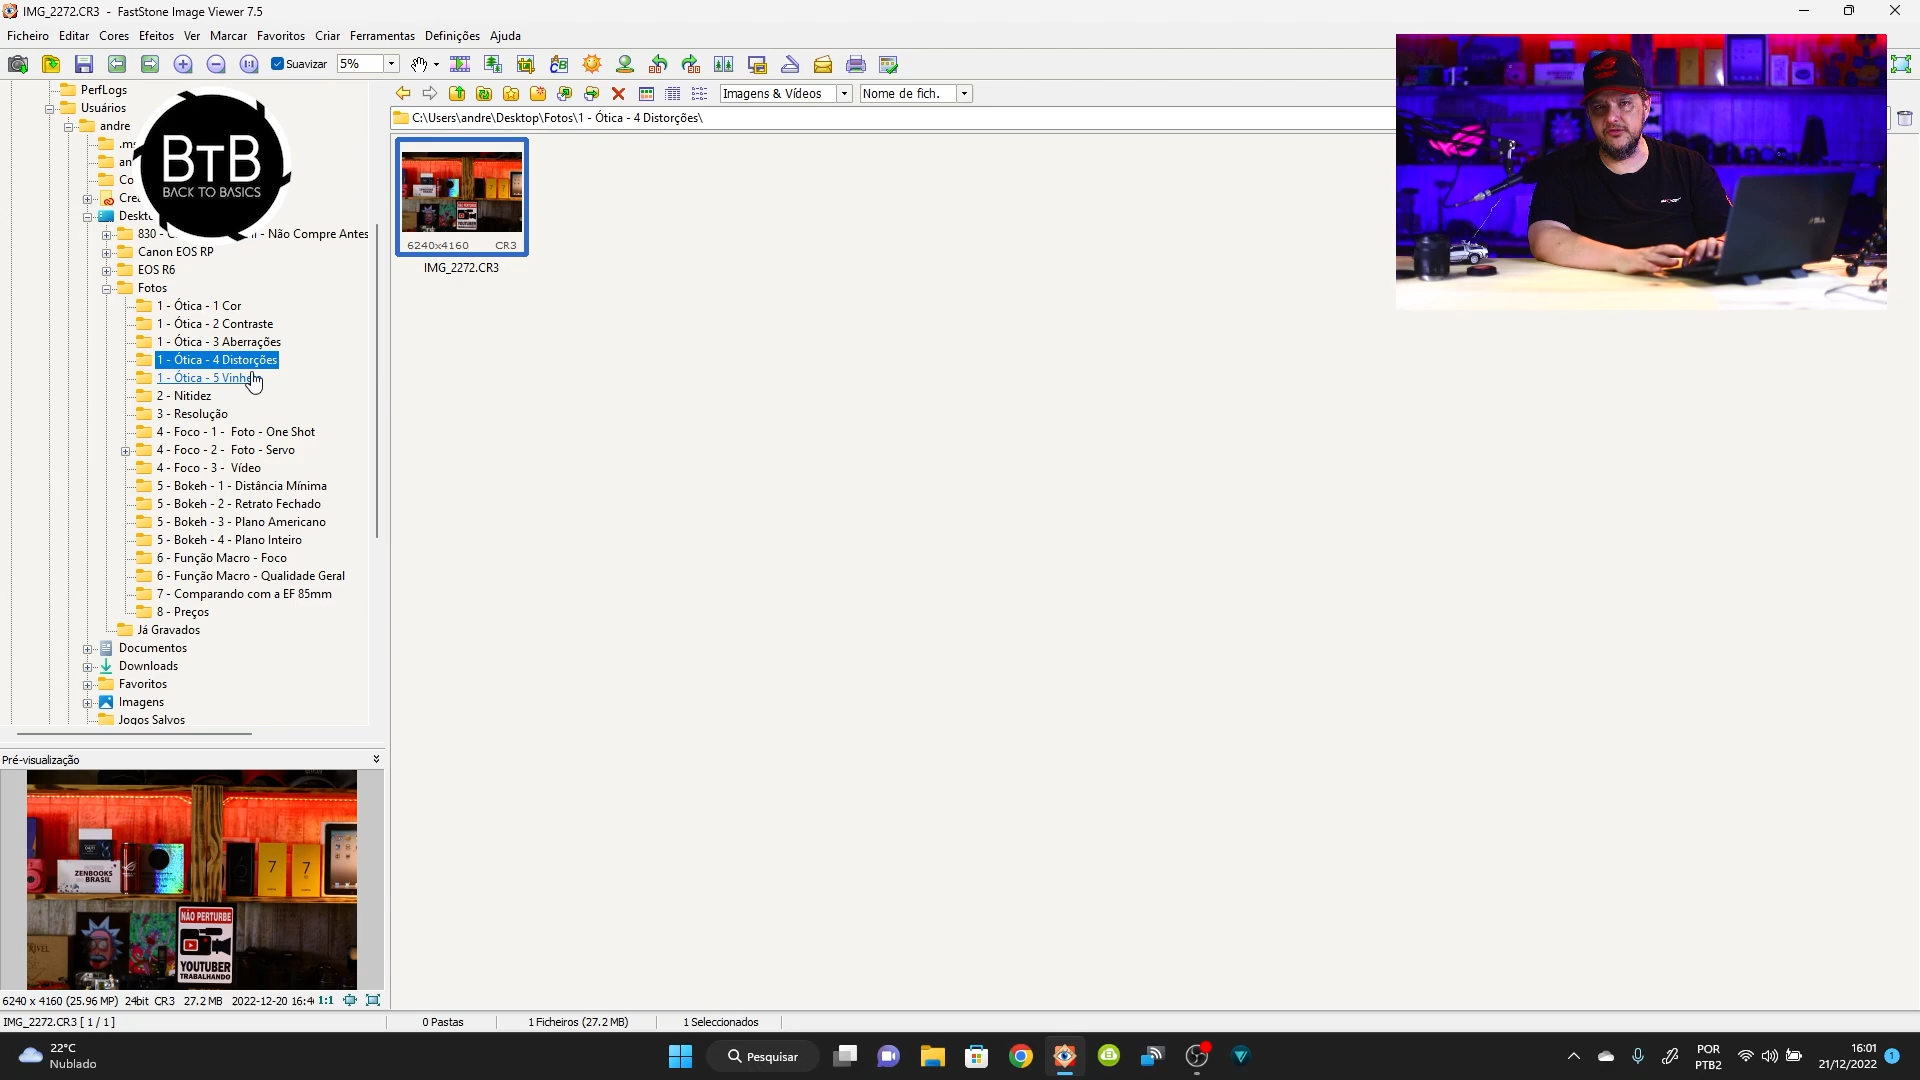 IMG_2272.CR3 - FastStone Image Viewer 7.5
Ficheiro Editar Cores Efeitos Ver Marcar Favoritos Criar Ferramentas Definições Ajuda
Suavizar 5%
Imagens & Vídeos Nome de fich.
C:\Users\andre\Desktop\Fotos\1 - Ótica - 4 Distorções\
PerfLogs
Usuários
andre
BTB
BACK TO BASICS
830 - - Não Compre Antes
Canon EOS RP
EOS R6
Fotos
1 - Ótica - 1 Cor
1 - Ótica - 2 Contraste
1 - Ótica - 3 Aberrações
1 - Ótica - 4 Distorções
1 - Ótica - 5
2 - Nitidez
3 - Resolução
4 - Foco - 1 - Foto - One Shot
4 - Foco - 2 - Foto - Servo
4 - Foco - 3 - Vídeo
5 - Bokeh - 1 - Distância Mínima
5 - Bokeh - 2 - Retrato Fechado
5 - Bokeh - 3 - Plano Americano
5 - Bokeh - 4 - Plano Inteiro
6 - Função Macro - Foco
6 - Função Macro - Qualidade Geral
7 - Comparando com a EF 85mm
8 - Preços
Já Gravados
Documentos
Downloads
Favoritos
Imagens
Jogos Salvos
6240x4160 CR3
IMG_2272.CR3
Pré-visualização
ZENBOOKS
BRASIL
7
7
NÃO PERTURBE
YOUTUBER
TRABALHANDO
6240 x 4160 (25.96 MP) 24bit CR3 27.2 MB 2022-12-20 16:4 1:1
IMG_2272.CR3 [ 1 / 1 ]
0 Pastas
1 Ficheiros (27.2 MB)
1 Seleccionados
22°C
Nublado
Pesquisar
POR
PTB2
16:01
21/12/2022
1